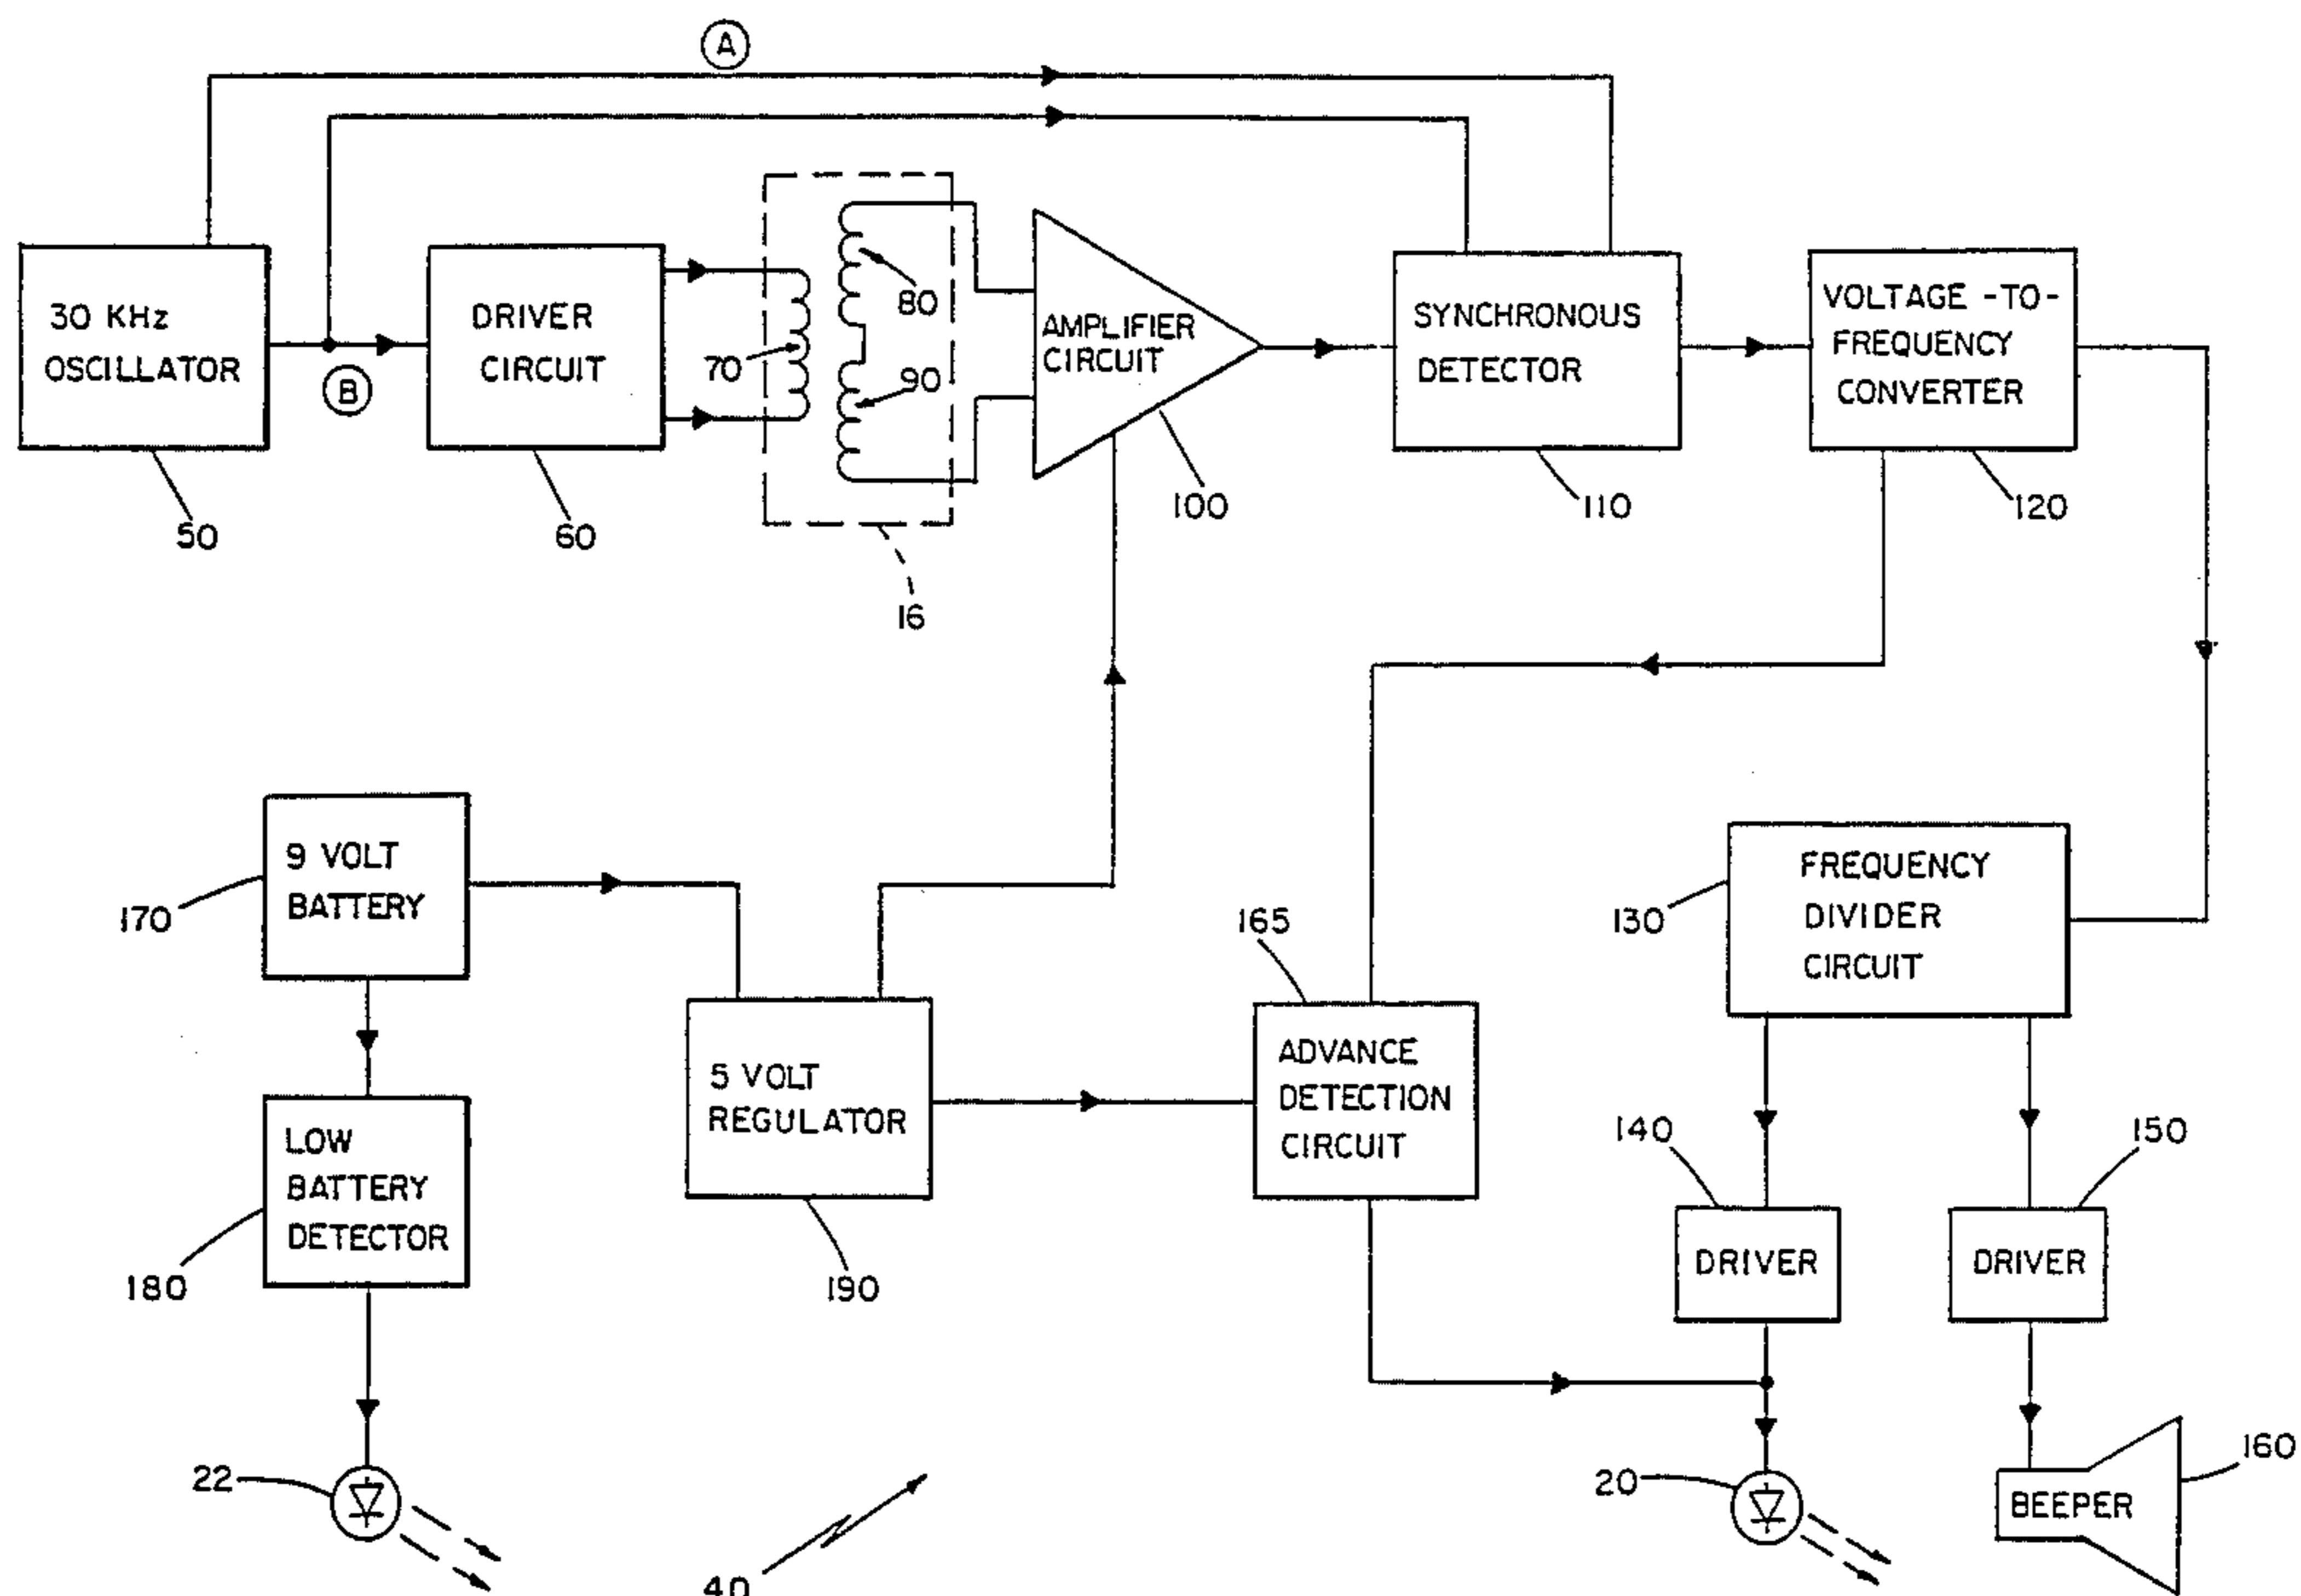 A
30 KHz
OSCILLATOR
B
DRIVER
CIRCUIT
70
80
90
AMPLIFIER
CIRCUIT
SYNCHRONOUS
DETECTOR
VOLTAGE -TO-
FREQUENCY
CONVERTER
50
60
16
100
110
120
9 VOLT
BATTERY
170
LOW
BATTERY
DETECTOR
180
22
5 VOLT
REGULATOR
190
165
ADVANCE
DETECTION
CIRCUIT
FREQUENCY
DIVIDER
CIRCUIT
130
140
DRIVER
150
DRIVER
20
BEEPER
160
40